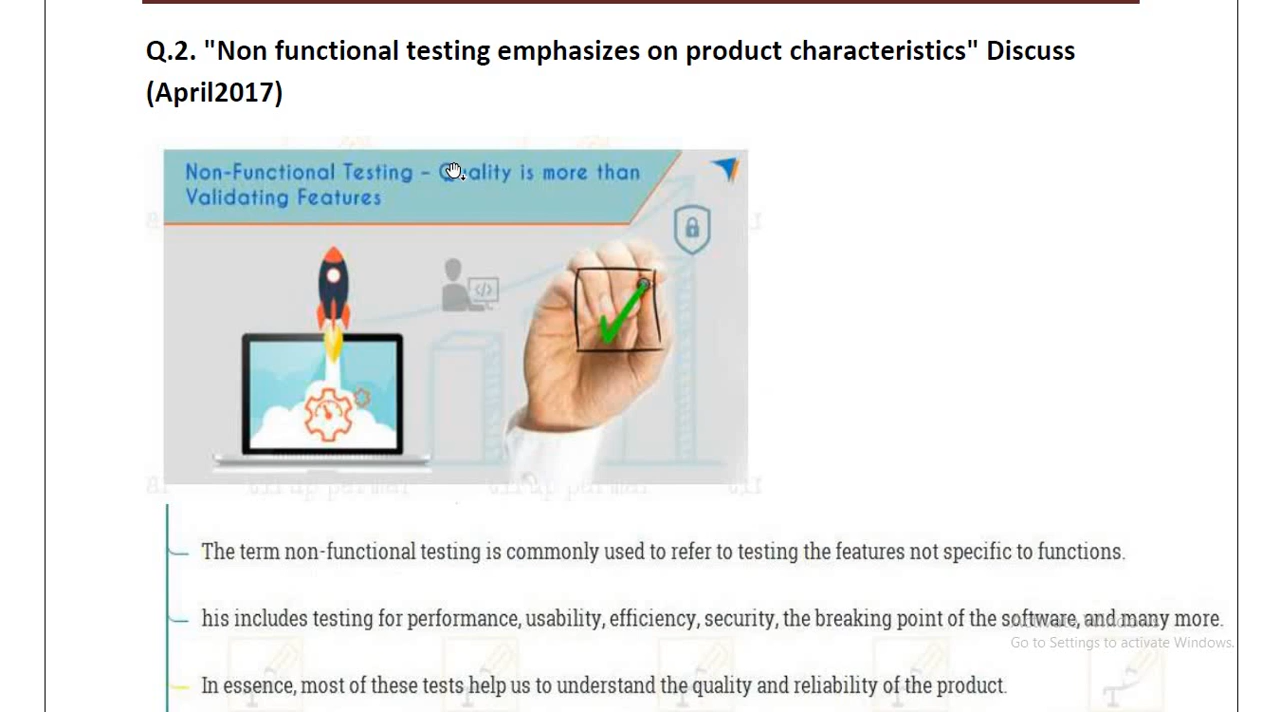 Q.2. "Non functional testing emphasizes on product characteristics" Discuss
(April2017)
Non-Functional Testing - Quality is more than
Validating Features
</>
The term non-functional testing is commonly used to refer to testing the features not specific to functions.
his includes testing for performance, usability, efficiency, security, the breaking point of the software, and many more.
Activate Windows
Go to Settings to activate Windows.
In essence, most of these tests help us to understand the quality and reliability of the product.